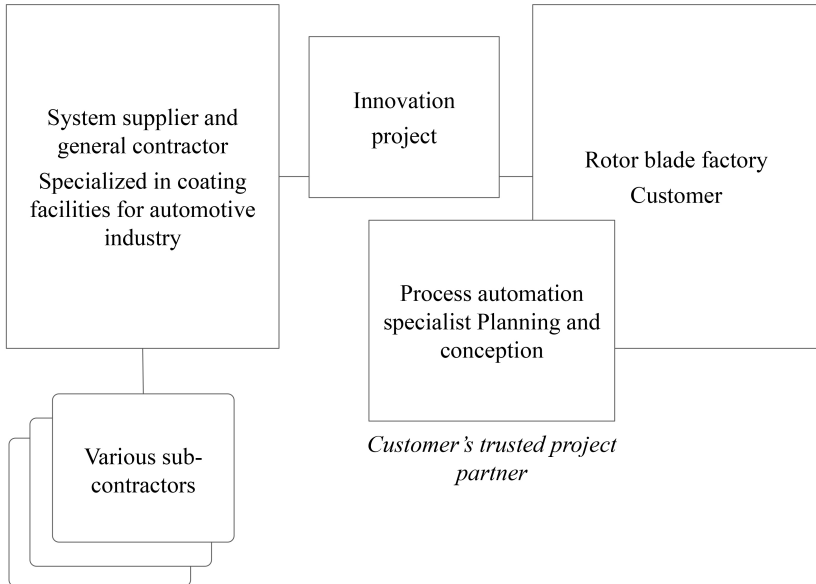 System supplier and
general contractor
Specialized in coating
facilities for automotive
industry
Innovation
project
Rotor blade factory
Customer
Process automation
specialist Planning and
conception
Customer’s trusted project
partner
Various sub-
contractors